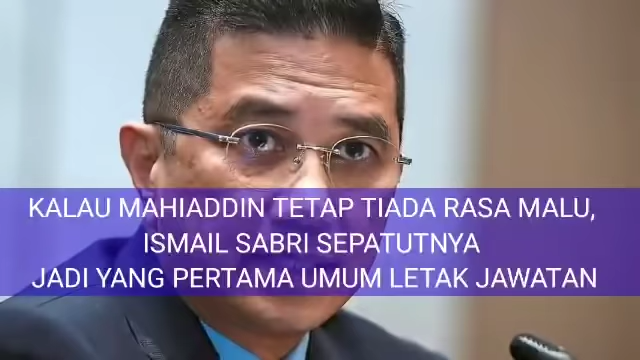 KALAU MAHIADDIN TETAP TIADA RASA MALU,
ISMAIL SABRI SEPATUTNYA
JADI YANG PERTAMA UMUM LETAK JAWATAN